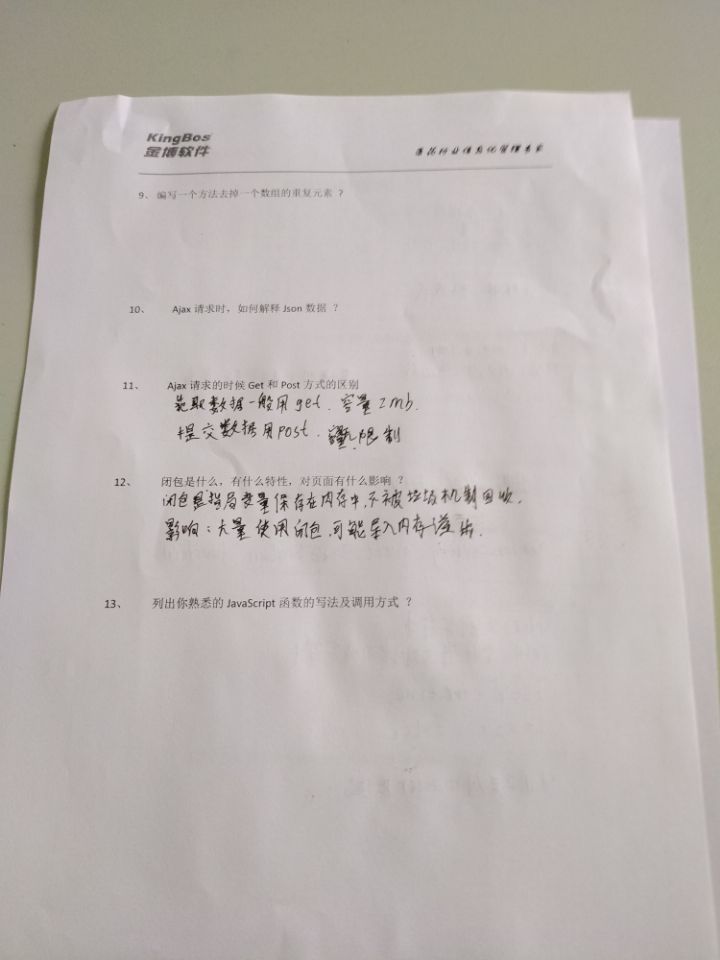 KingBos
金博软件
医药行业信息化管理专家
9、 编写一个方法去掉一个数组的重复元素 ？
10、 Ajax 请求时，如何解释 Json 数据 ？
11、 Ajax 请求的时候 Get 和 Post 方式的区别
取数据一般用get. 容量2mb.
提交数据用post. 限制
12、 闭包是什么，有什么特性，对页面有什么影响 ？
闭包是指局变量保存在内存中,不被垃圾机制回收.
影响：大量使用闭包,可能导入内存溢出.
13、 列出你熟悉的 JavaScript 函数的写法及调用方式 ？